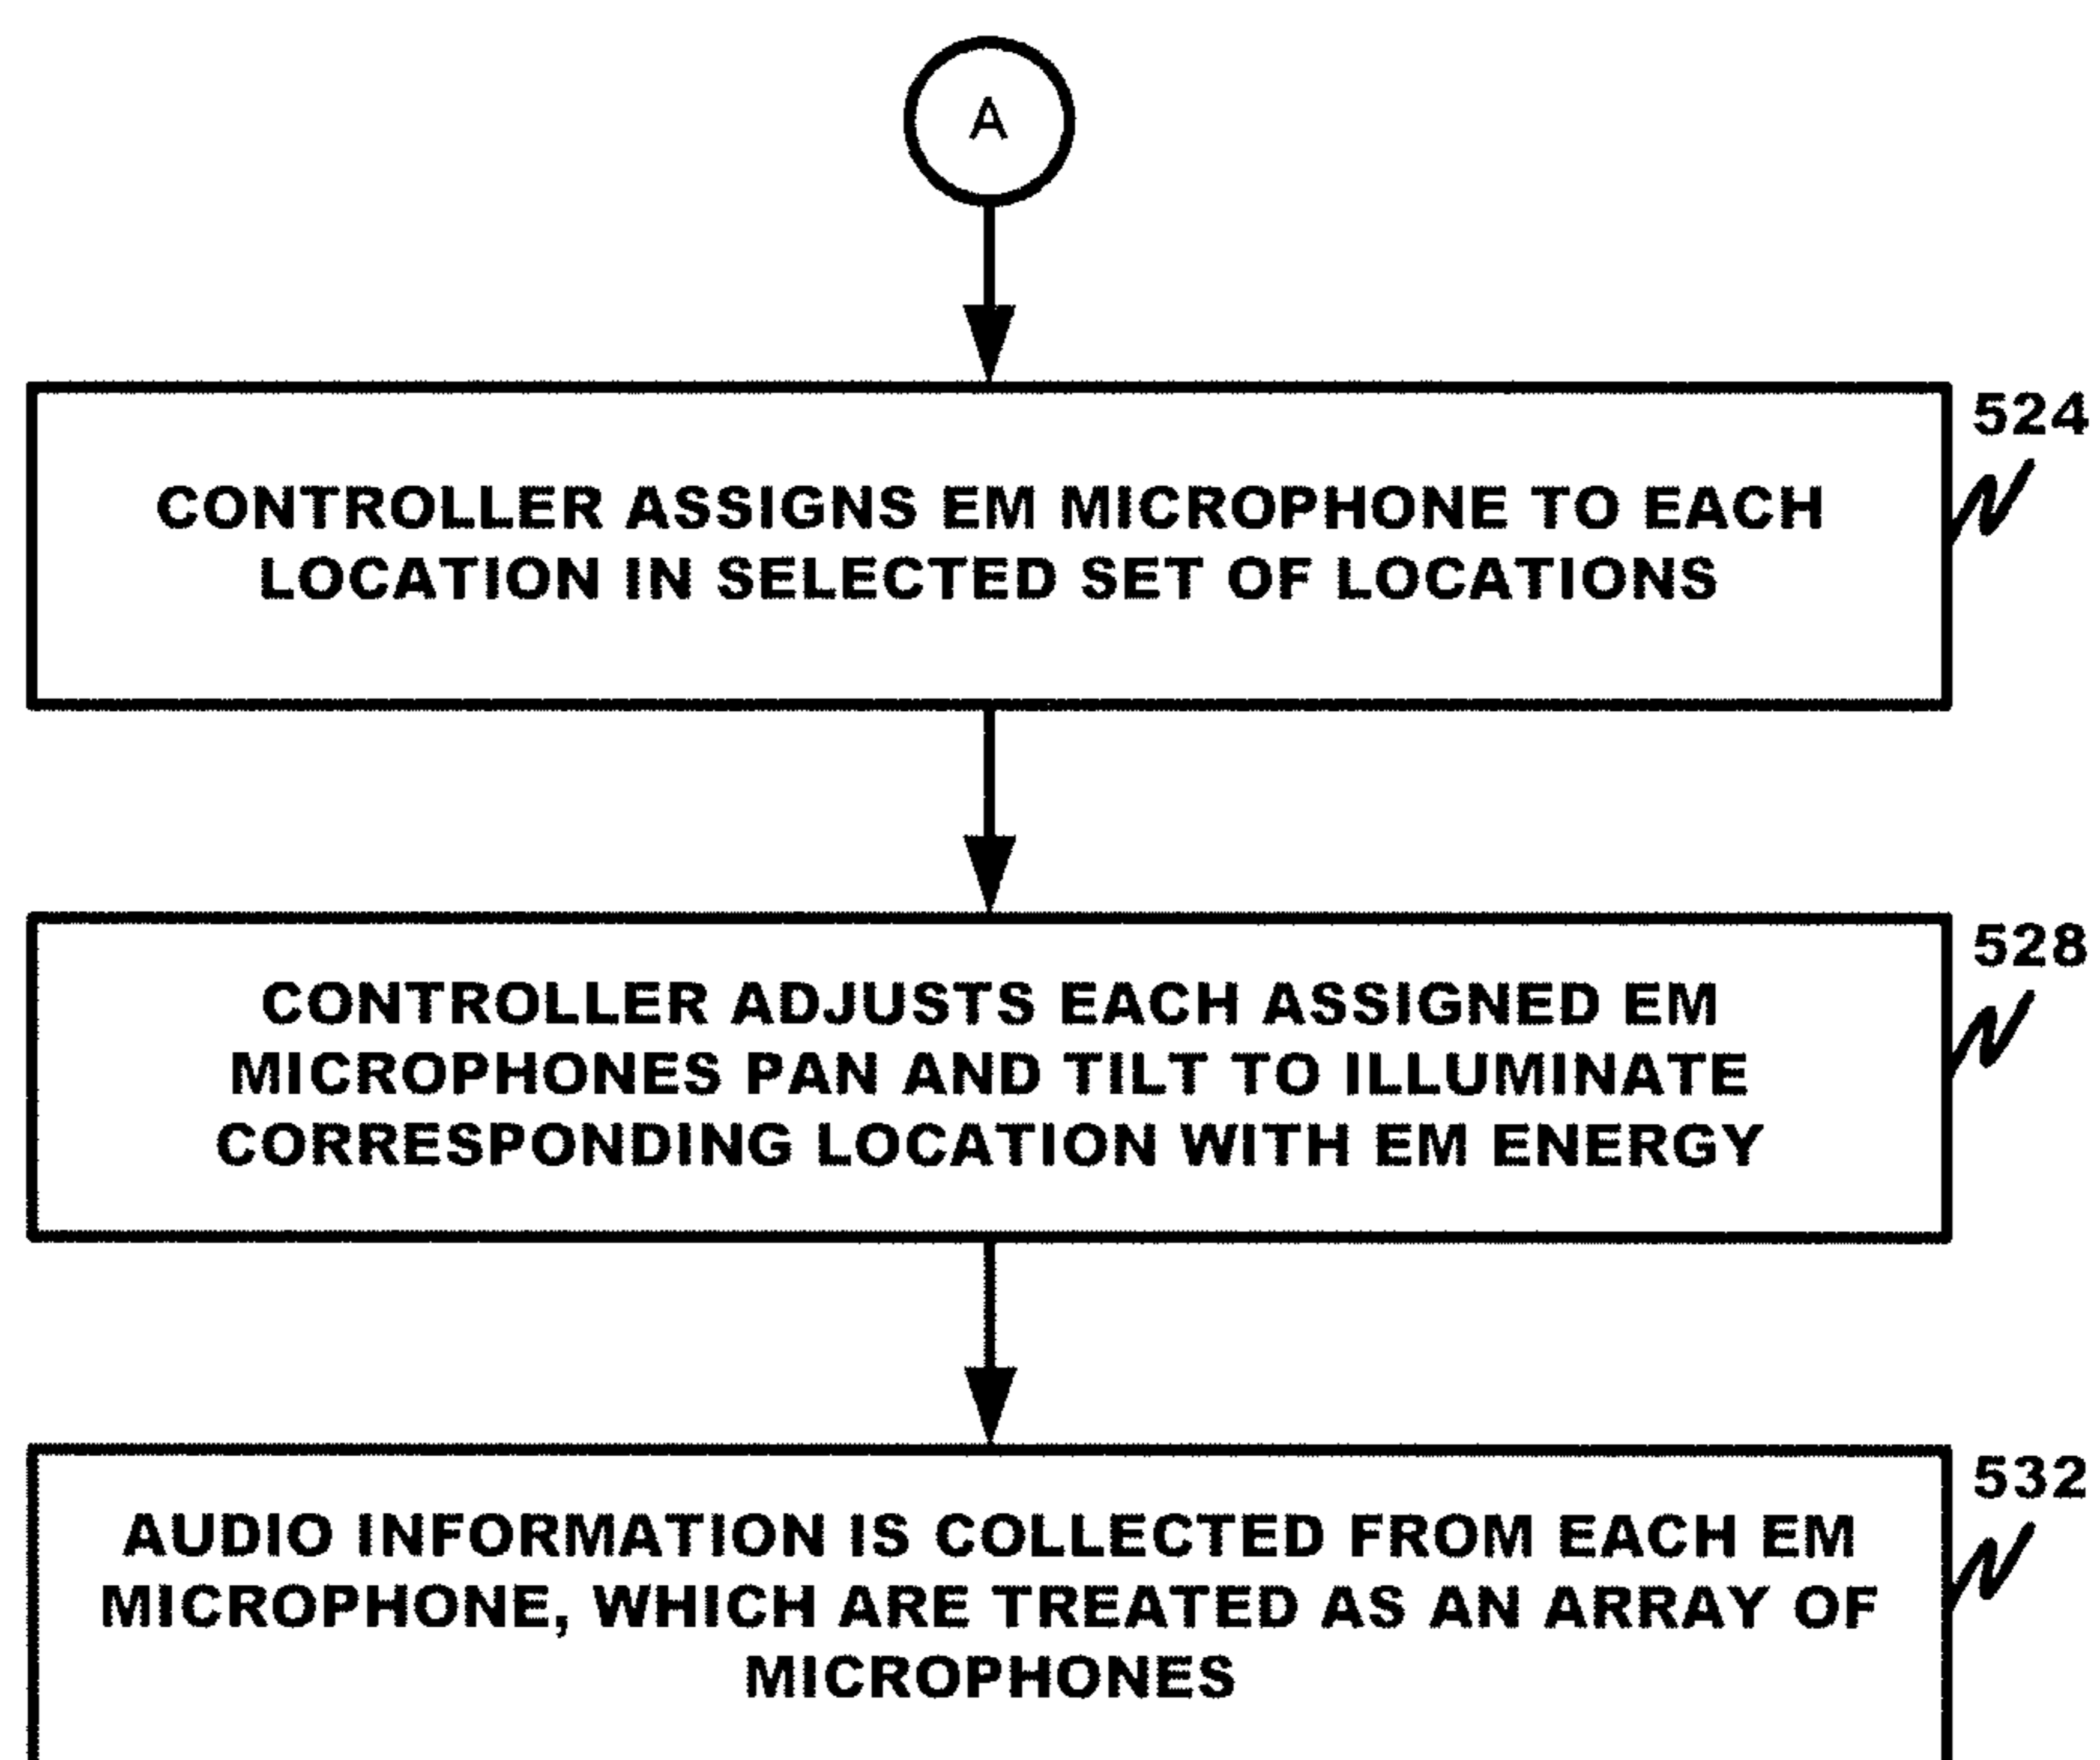 A
524
CONTROLLER ASSIGNS EM MICROPHONE TO EACH
LOCATION IN SELECTED SET OF LOCATIONS
528
CONTROLLER ADJUSTS EACH ASSIGNED EM
MICROPHONES PAN AND TILT TO ILLUMINATE
CORRESPONDING LOCATION WITH EM ENERGY
532
AUDIO INFORMATION IS COLLECTED FROM EACH EM
MICROPHONE, WHICH ARE TREATED AS AN ARRAY OF
MICROPHONES